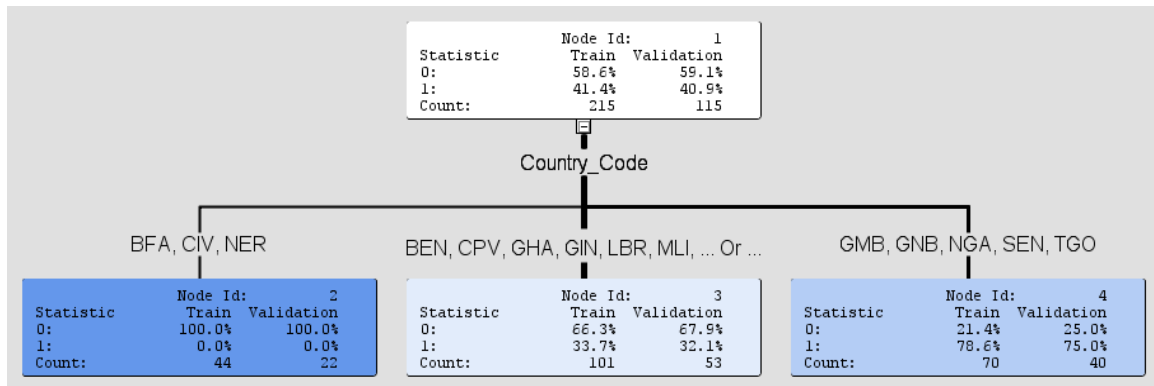 Node Id: 1
Statistic Train Validation
0: 58.6% 59.1%
1: 41.4% 40.9%
Count: 215 115
Country_Code
BFA, CIV, NER
BEN, CPV, GHA, GIN, LBR, MLI, ... Or ...
GMB, GNB, NGA, SEN, TGO
Node Id: 2
Statistic Train Validation
0: 100.0% 100.0%
1: 0.0% 0.0%
Count: 44 22
Node Id: 3
Statistic Train Validation
0: 66.3% 67.9%
1: 33.7% 32.1%
Count: 101 53
Node Id: 4
Statistic Train Validation
0: 21.4% 25.0%
1: 78.6% 75.0%
Count: 70 40